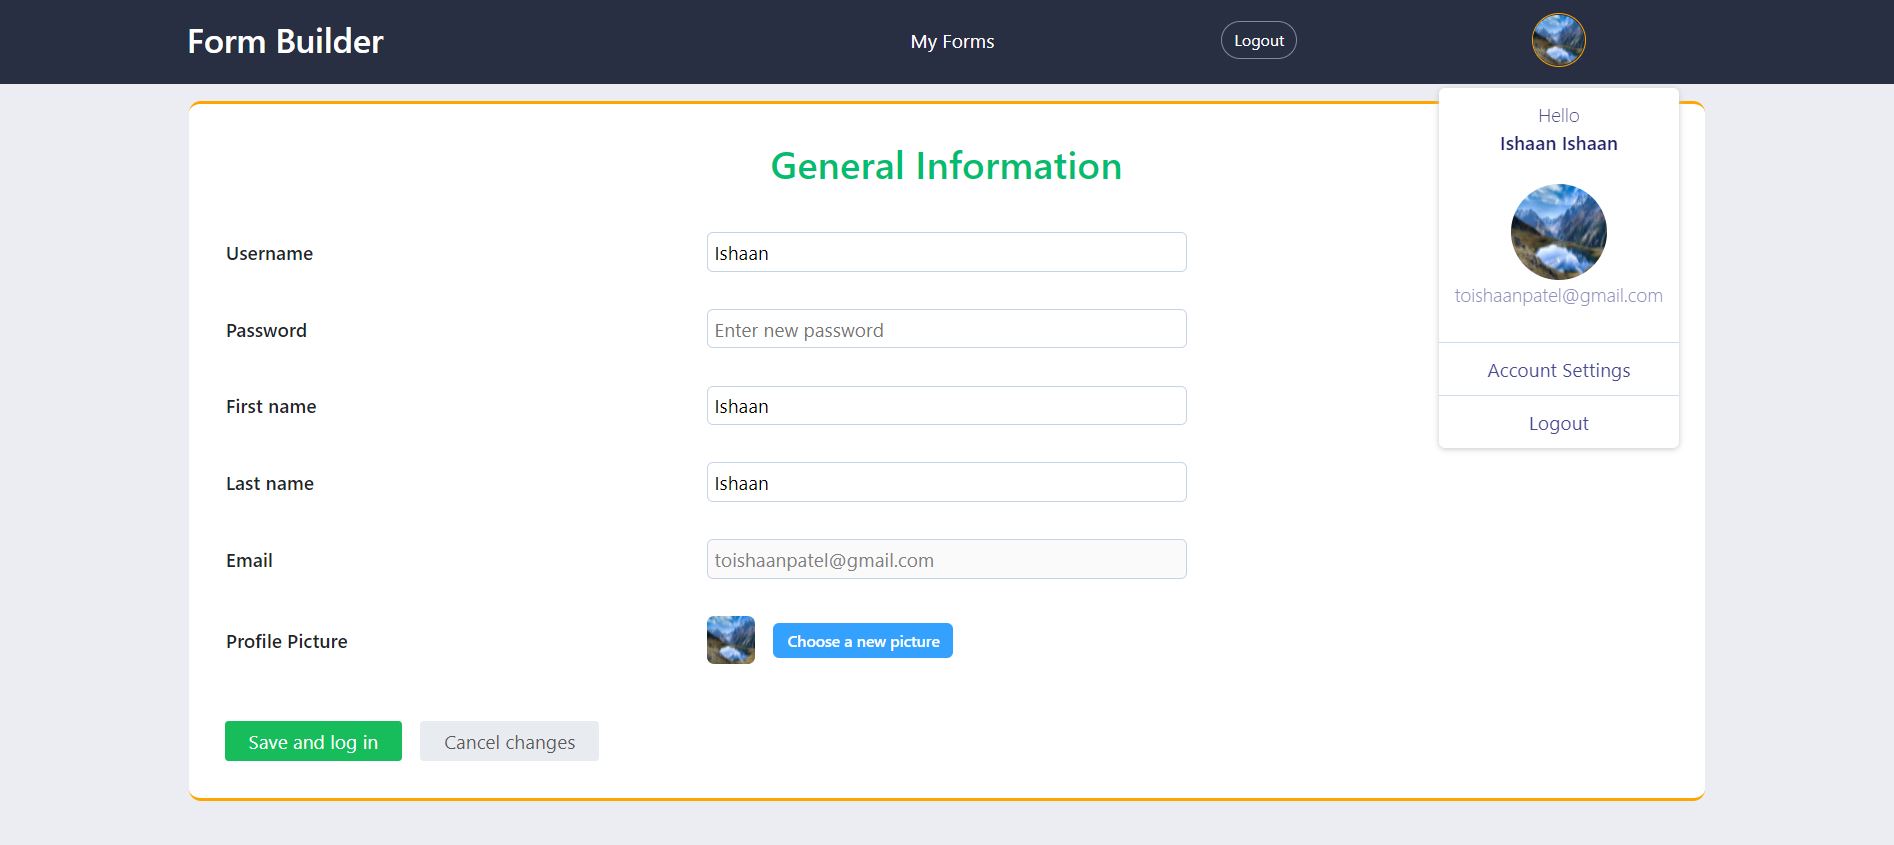 Form Builder
My Forms
Logout
Hello
Ishaan Ishaan
toishaanpatel@gmail.com
Account Settings
Logout
General Information
Username
Ishaan
Password
Enter new password
First name
Ishaan
Last name
Ishaan
Email
toishaanpatel@gmail.com
Profile Picture
Choose a new picture
Save and log in
Cancel changes